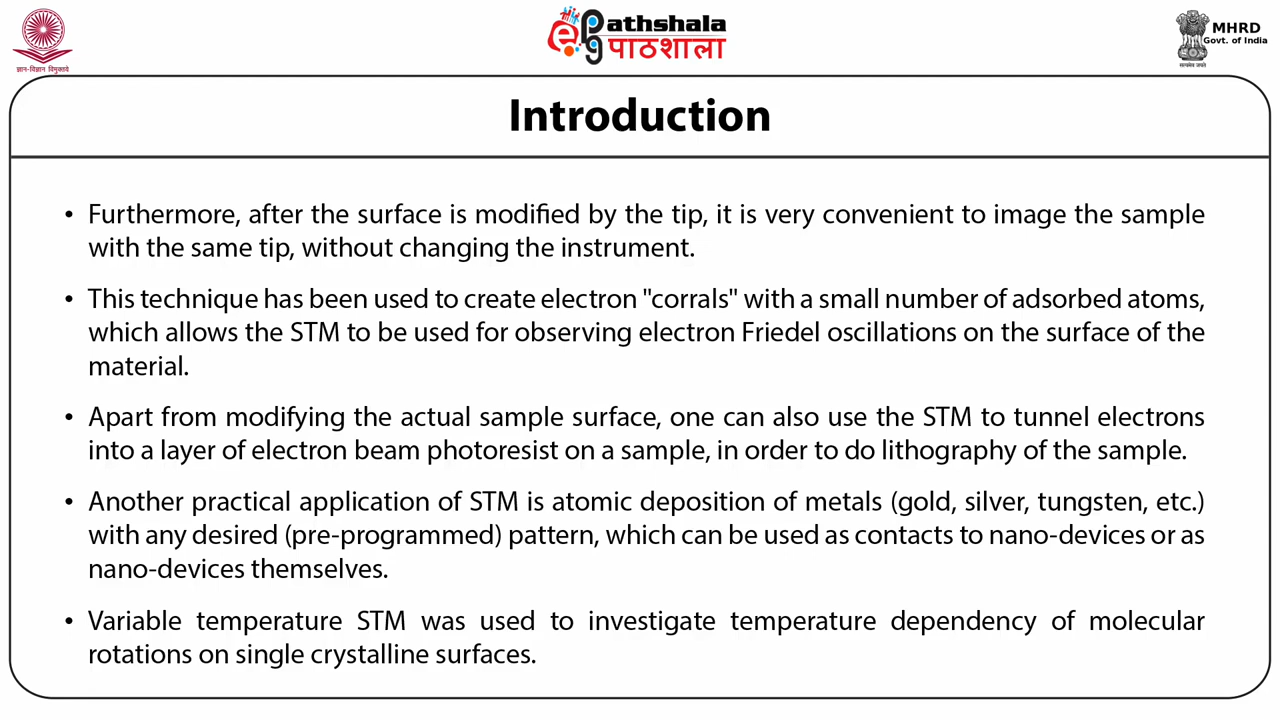 ज्ञान-विज्ञान विमुक्तये
ePG Pathshala
पाठशाला
MHRD
Govt. of India
सत्यमेव जयते
Introduction
• Furthermore, after the surface is modified by the tip, it is very convenient to image the sample
with the same tip, without changing the instrument.
• This technique has been used to create electron "corrals" with a small number of adsorbed atoms,
which allows the STM to be used for observing electron Friedel oscillations on the surface of the
material.
• Apart from modifying the actual sample surface, one can also use the STM to tunnel electrons
into a layer of electron beam photoresist on a sample, in order to do lithography of the sample.
• Another practical application of STM is atomic deposition of metals (gold, silver, tungsten, etc.)
with any desired (pre-programmed) pattern, which can be used as contacts to nano-devices or as
nano-devices themselves.
• Variable temperature STM was used to investigate temperature dependency of molecular
rotations on single crystalline surfaces.